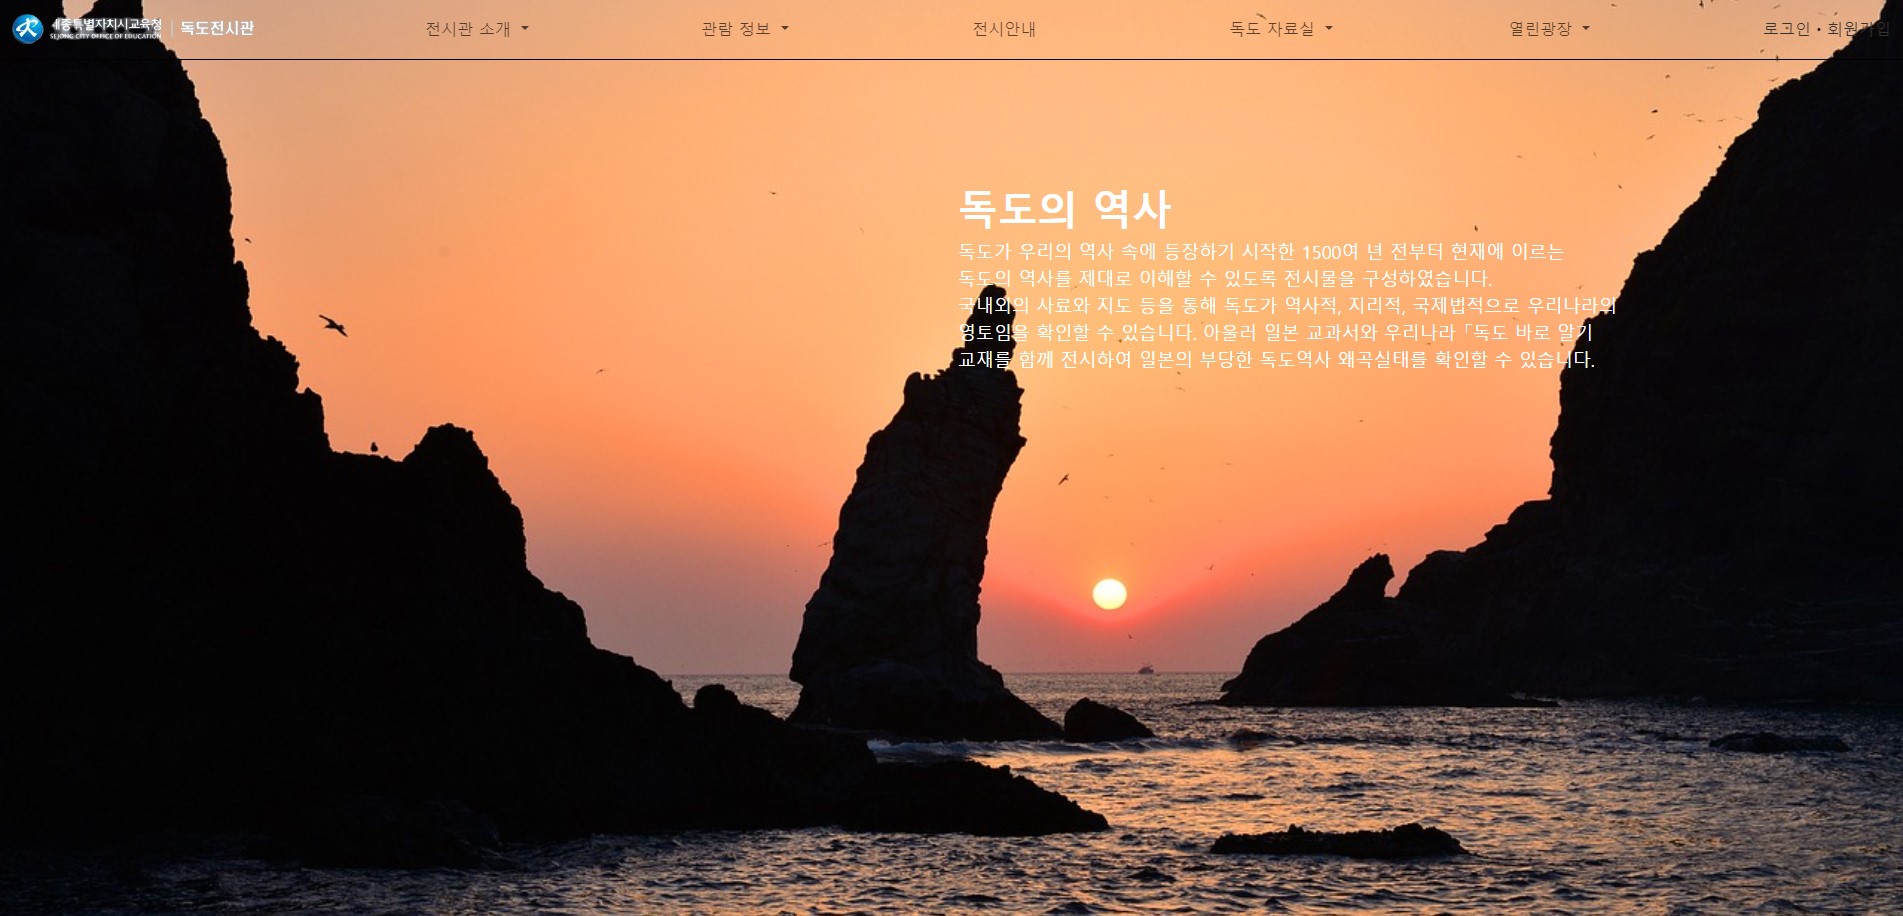 세종특별자치시교육청
SEJONG CITY OFFICE OF EDUCATION
독도전시관
전시관 소개
관람 정보
전시안내
독도 자료실
열린광장
로그인 • 회원가입
독도의 역사
독도가 우리의 역사 속에 등장하기 시작한 1500여 년 전부터 현재에 이르는
독도의 역사를 제대로 이해할 수 있도록 전시물을 구성하였습니다.
국내외의 사료와 지도 등을 통해 독도가 역사적, 지리적, 국제법적으로 우리나라의
영토임을 확인할 수 있습니다. 아울러 일본 교과서와 우리나라 「독도 바로 알기
교재를 함께 전시하여 일본의 부당한 독도역사 왜곡실태를 확인할 수 있습니다.